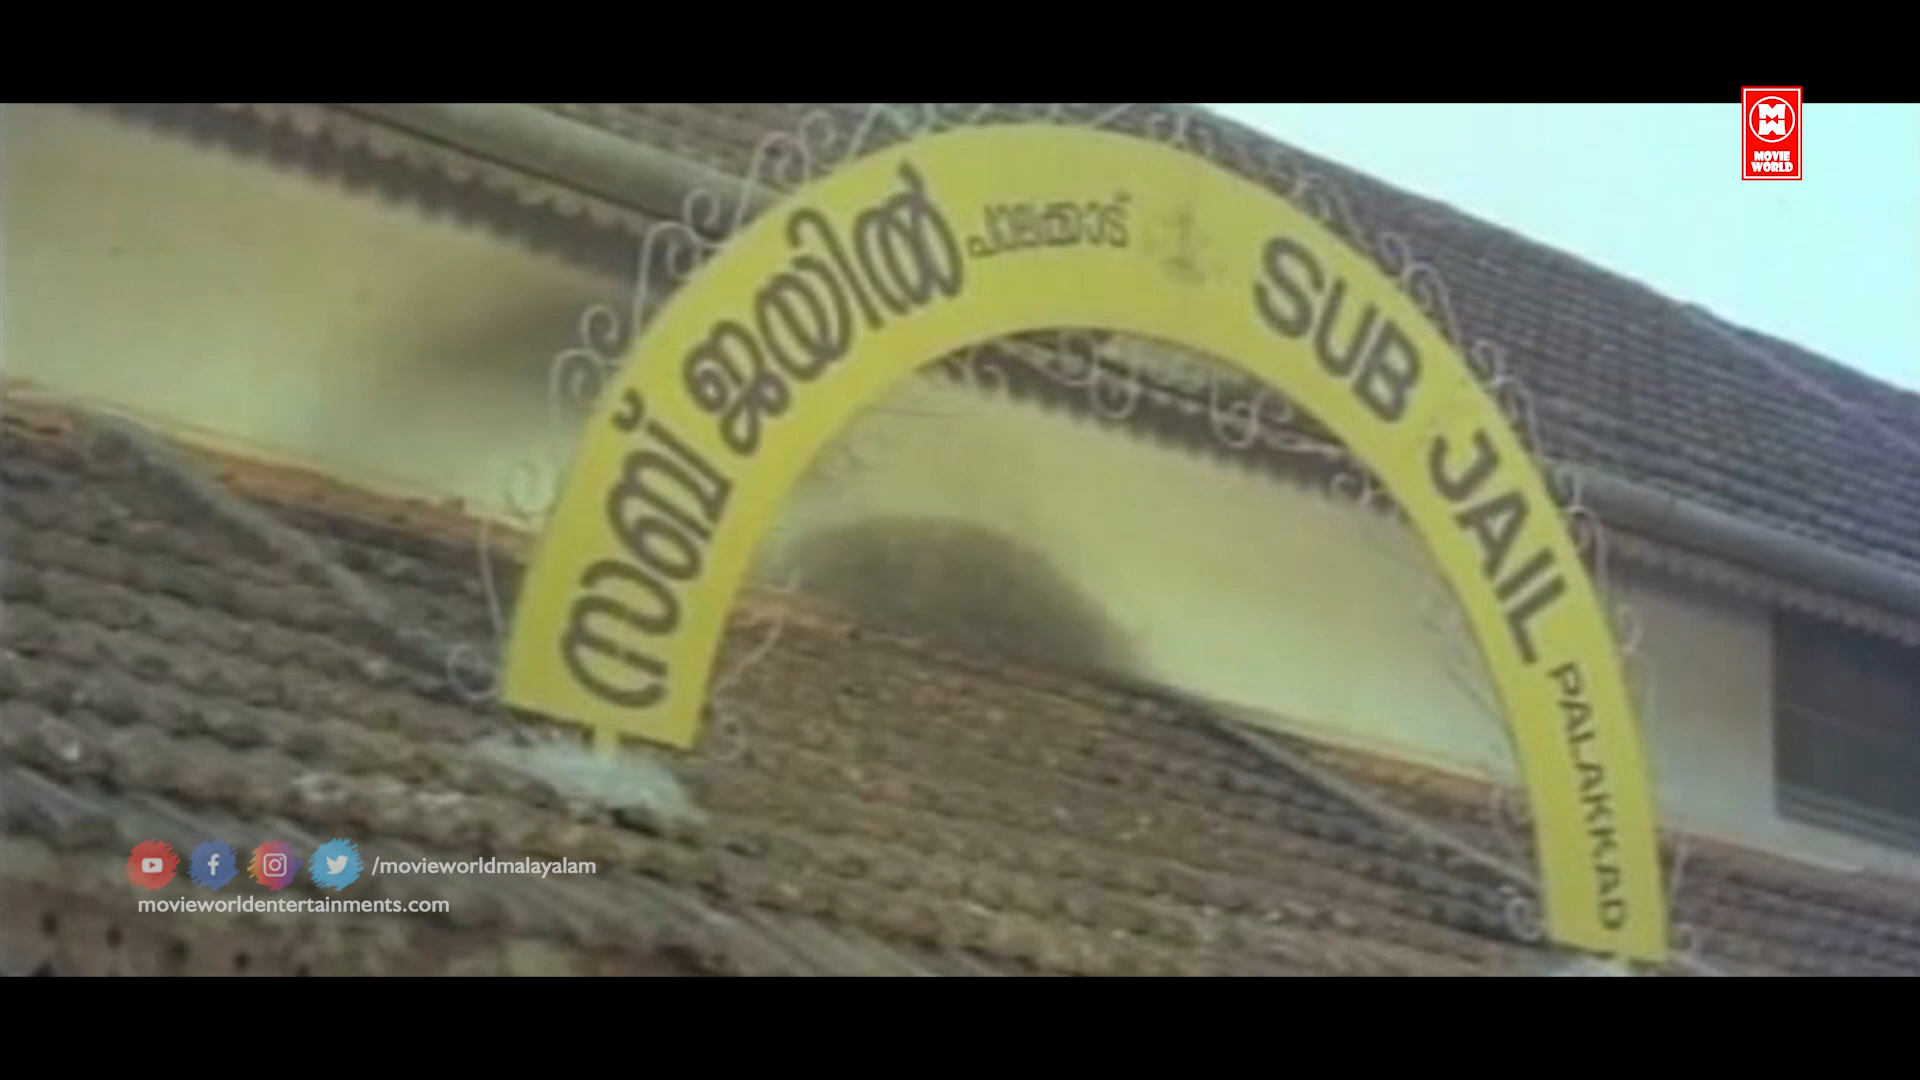 സബ് ജയിൽ പാലക്കാട് SUB JAIL PALAKKAD
MOVIE
WORLD
/movieworldmalayalam
movieworldentertainments.com